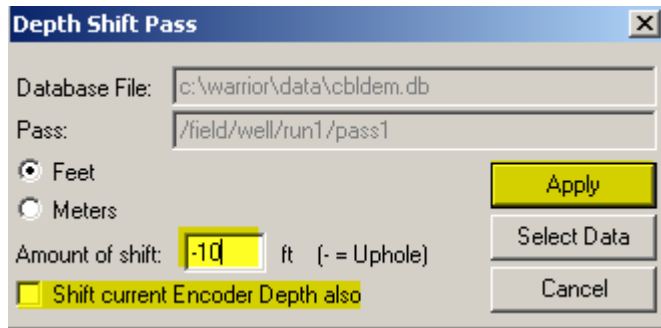 Depth Shift Pass
Database File: c:\warrior\data\cbldem.db
Pass: /field/well/run1/pass1
Feet
Meters
Apply
Amount of shift: -10 ft (- = Uphole)
Select Data
Shift current Encoder Depth also
Cancel